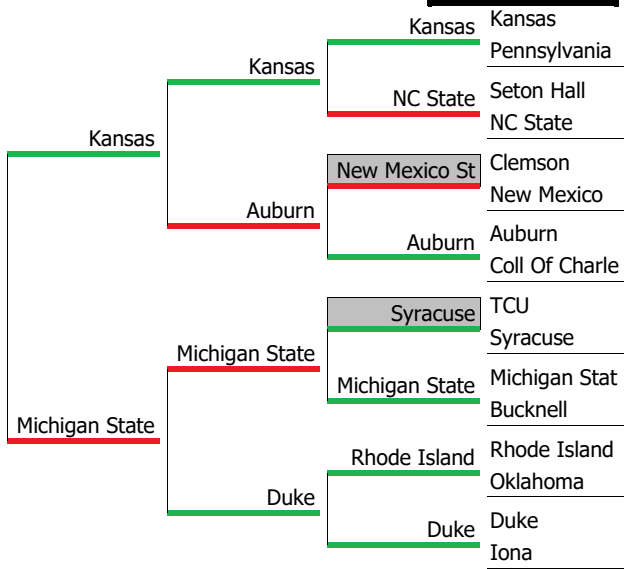 Kansas
Kansas
Pennsylvania
Kansas
NC State
Seton Hall
NC State
Kansas
New Mexico St
Clemson
New Mexico
Auburn
Auburn
Auburn
Coll Of Charle
Syracuse
TCU
Syracuse
Michigan State
Michigan State
Michigan Stat
Bucknell
Michigan State
Rhode Island
Rhode Island
Oklahoma
Duke
Duke
Duke
Iona